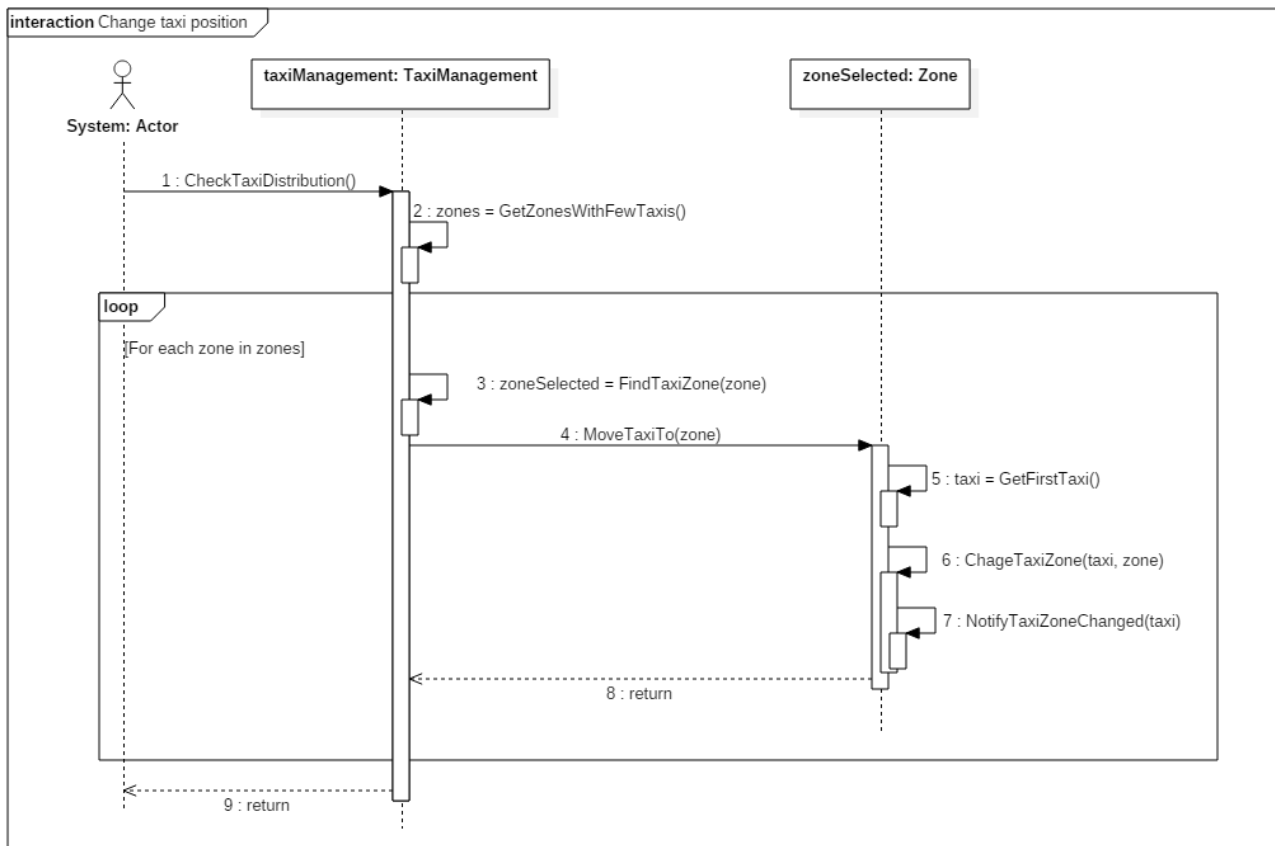 interaction Change taxi position
taxiManagement: TaxiManagement
zoneSelected: Zone
System: Actor
1 : CheckTaxiDistribution()
2 : zones = GetZonesWithFewTaxis()
loop
[For each zone in zones]
3 : zoneSelected = FindTaxiZone(zone)
4 : MoveTaxiTo(zone)
5 : taxi = GetFirstTaxi()
6 : ChageTaxiZone(taxi, zone)
7 : NotifyTaxiZoneChanged(taxi)
8 : return
9 : return